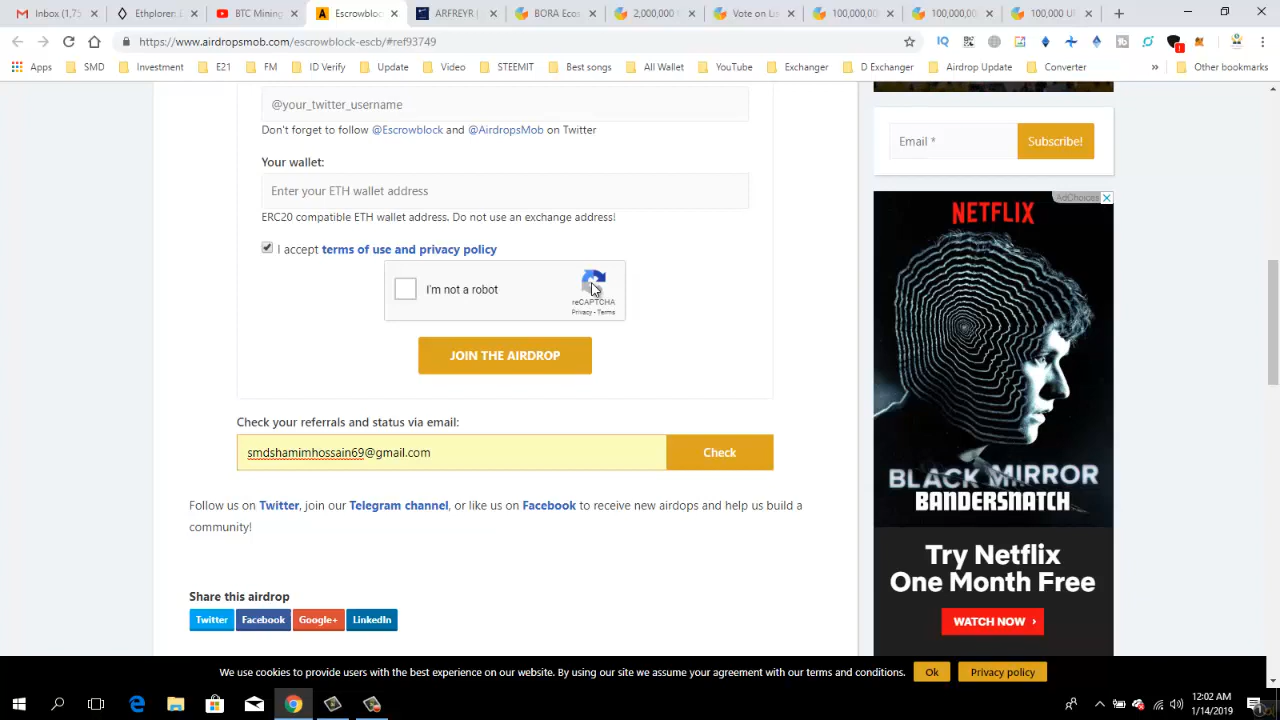 Inbox (1,75
Ethplorer.
BTC Mining
Escrowblock
ARFREYR (
BORA Ecos
2,000,000
Vote on Lis
100,000,00
100,000,00
100,000 U
https://www.airdropsmob.com/escrowblock-escb/#ref93749
Apps SMD Investment E21 FM ID Verify Update Video STEEMIT Best songs All Wallet YouTube Exchanger D Exchanger Airdrop Update Converter » Other bookmarks
@your_twitter_username
Don't forget to follow @Escrowblock and @AirdropsMob on Twitter
Your wallet:
Enter your ETH wallet address
ERC20 compatible ETH wallet address. Do not use an exchange address!
I accept terms of use and privacy policy
I'm not a robot
reCAPTCHA
Privacy - Terms
JOIN THE AIRDROP
Check your referrals and status via email:
smdshamimhossain69@gmail.com
Check
Follow us on Twitter, join our Telegram channel, or like us on Facebook to receive new airdops and help us build a
community!
Share this airdrop
Twitter Facebook Google+ LinkedIn
Email *
Subscribe!
AdChoices
NETFLIX
BLACK MIRROR
BANDERSNATCH
Try Netflix
One Month Free
WATCH NOW ›
We use cookies to provide users with the best experience on our website. By using our site we assume your agreement with our terms and conditions.
Ok
Privacy policy
12:02 AM
1/14/2019